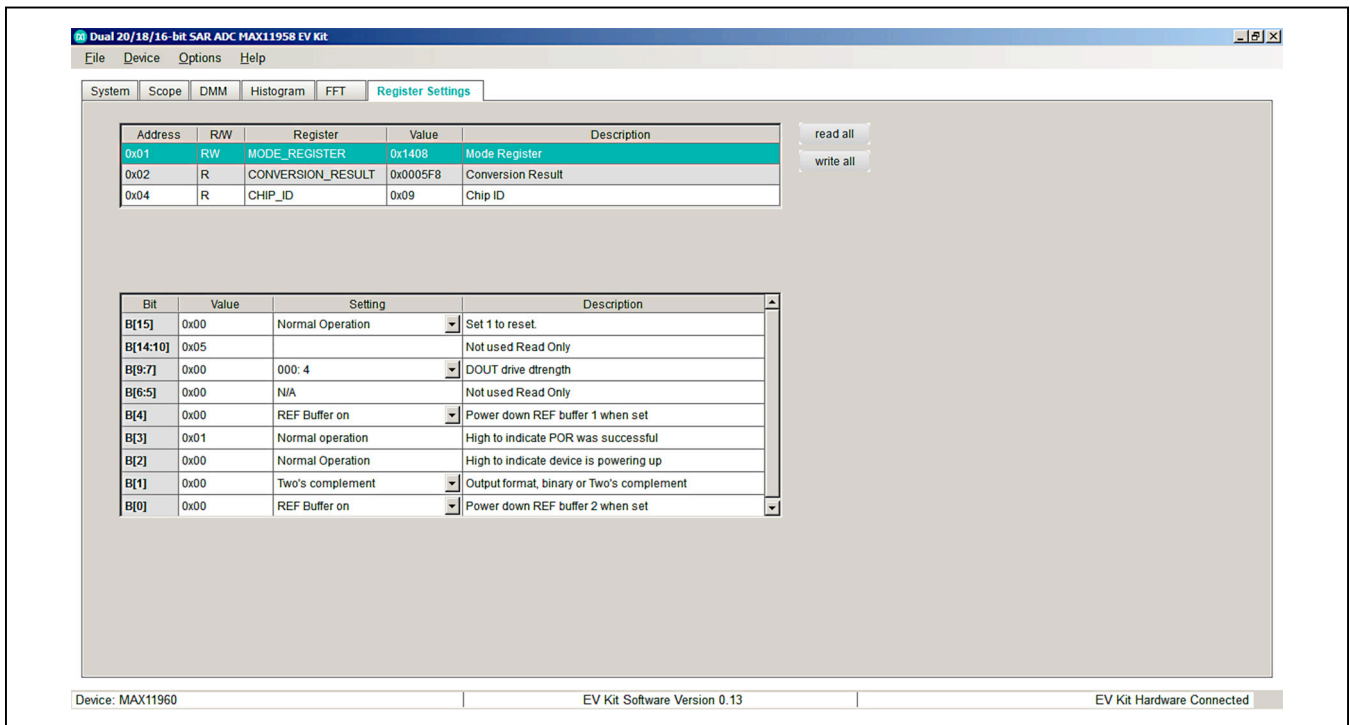 Dual 20/18/16-bit SAR ADC MAX11958 EV Kit
File Device Options Help
System Scope DMM Histogram FFT Register Settings
Address R/W Register Value Description
0x01 RW MODE_REGISTER 0x1408 Mode Register
0x02 R CONVERSION_RESULT 0x0005F8 Conversion Result
0x04 R CHIP_ID 0x09 Chip ID
read all
write all
Bit Value Setting Description
B[15] 0x00 Normal Operation Set 1 to reset.
B[14:10] 0x05 Not used Read Only
B[9:7] 0x00 000: 4 DOUT drive dtrength
B[6:5] 0x00 N/A Not used Read Only
B[4] 0x00 REF Buffer on Power down REF buffer 1 when set
B[3] 0x01 Normal operation High to indicate POR was successful
B[2] 0x00 Normal Operation High to indicate device is powering up
B[1] 0x00 Two's complement Output format, binary or Two's complement
B[0] 0x00 REF Buffer on Power down REF buffer 2 when set
Device: MAX11960 EV Kit Software Version 0.13 EV Kit Hardware Connected